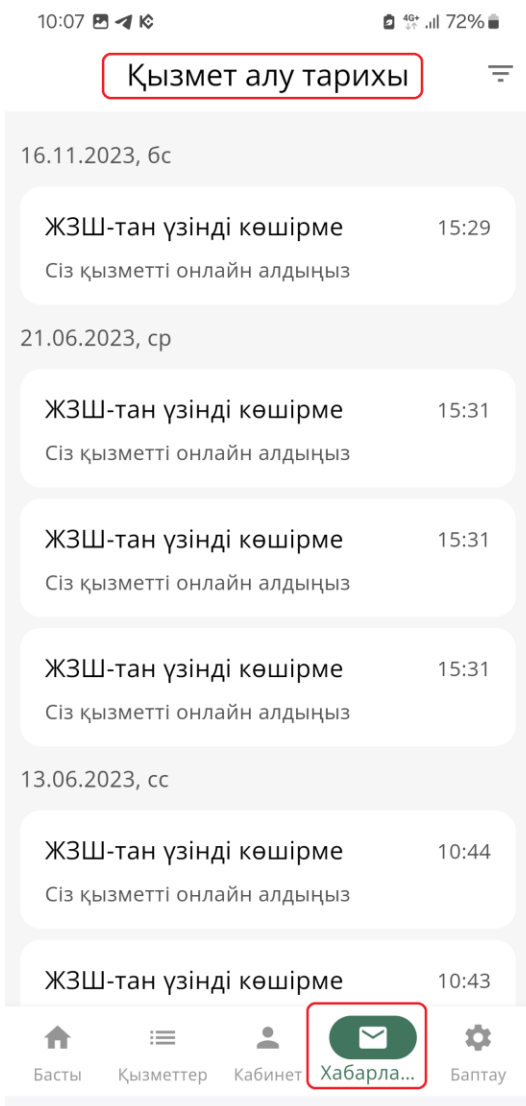 10:07 4G+ 72%
Қызмет алу тарихы
16.11.2023, бс
ЖЗШ-тан үзінді көшірме 15:29
Сіз қызметті онлайн алдыңыз
21.06.2023, ср
ЖЗШ-тан үзінді көшірме 15:31
Сіз қызметті онлайн алдыңыз
ЖЗШ-тан үзінді көшірме 15:31
Сіз қызметті онлайн алдыңыз
ЖЗШ-тан үзінді көшірме 15:31
Сіз қызметті онлайн алдыңыз
13.06.2023, сс
ЖЗШ-тан үзінді көшірме 10:44
Сіз қызметті онлайн алдыңыз
ЖЗШ-тан үзінді көшірме 10:43
Басты Қызметтер Кабинет Хабарла... Баптау